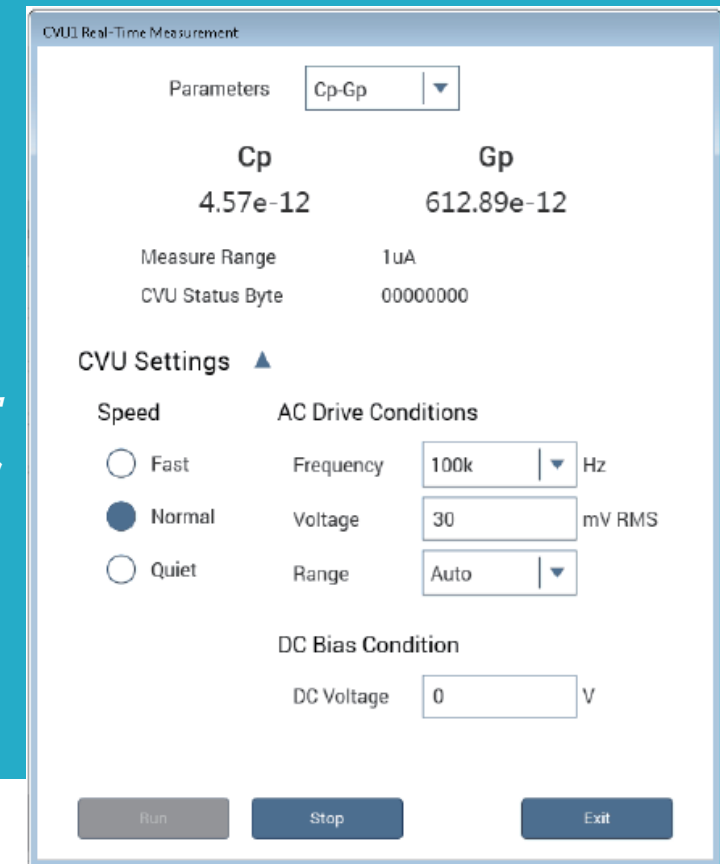 CVU1 Real-Time Measurement
Parameters Cp-Gp
Cp Gp
4.57e-12 612.89e-12
Measure Range 1uA
CVU Status Byte 00000000
CVU Settings
Speed AC Drive Conditions
Fast Frequency 100k Hz
Normal Voltage 30 mV RMS
Quiet Range Auto
DC Bias Condition
DC Voltage 0 V
Run Stop Exit